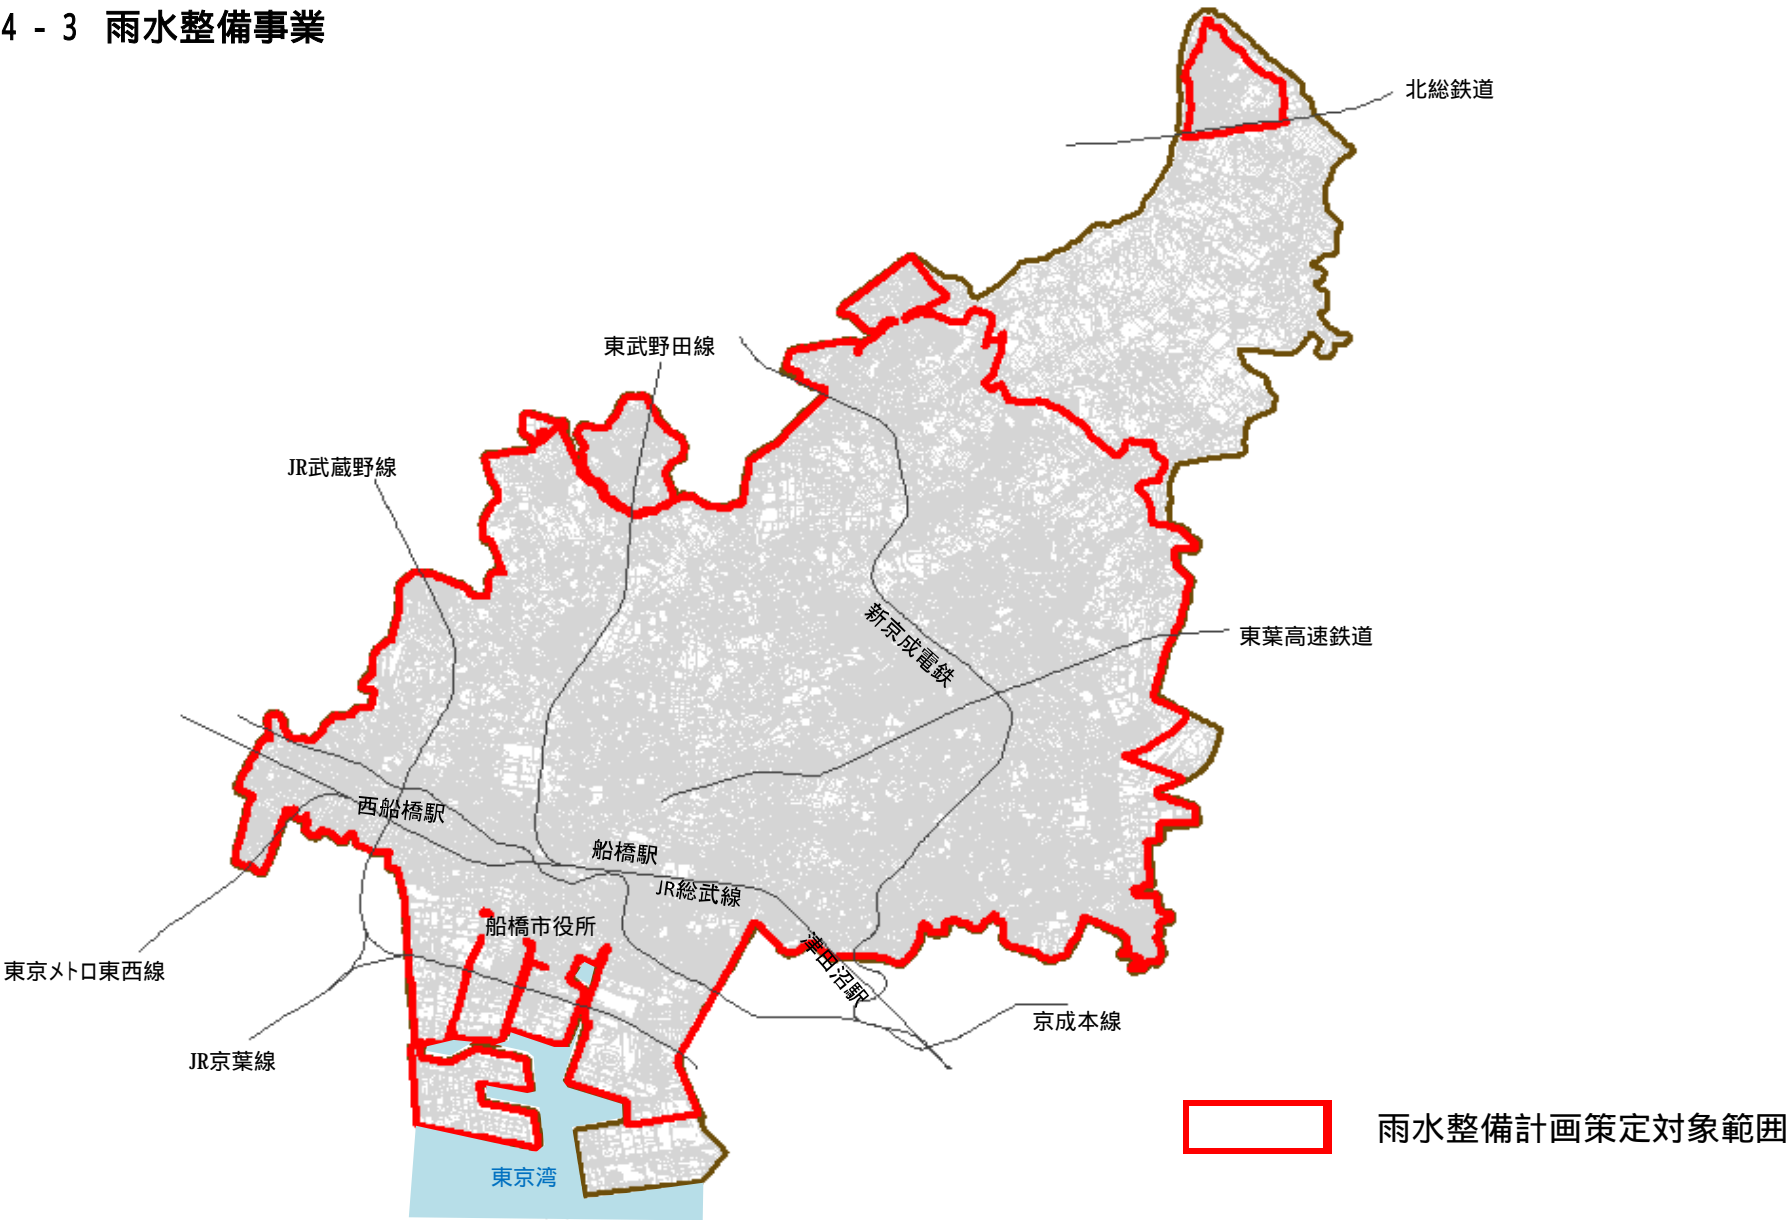 4 - 3 雨水整備事業
北総鉄道
東武野田線
JR武蔵野線
新京成電鉄
東葉高速鉄道
西船橋駅
船橋駅
JR総武線
船橋市役所
津田沼駅
東京メトロ東西線
京成本線
JR京葉線
雨水整備計画策定対象範囲
東京湾